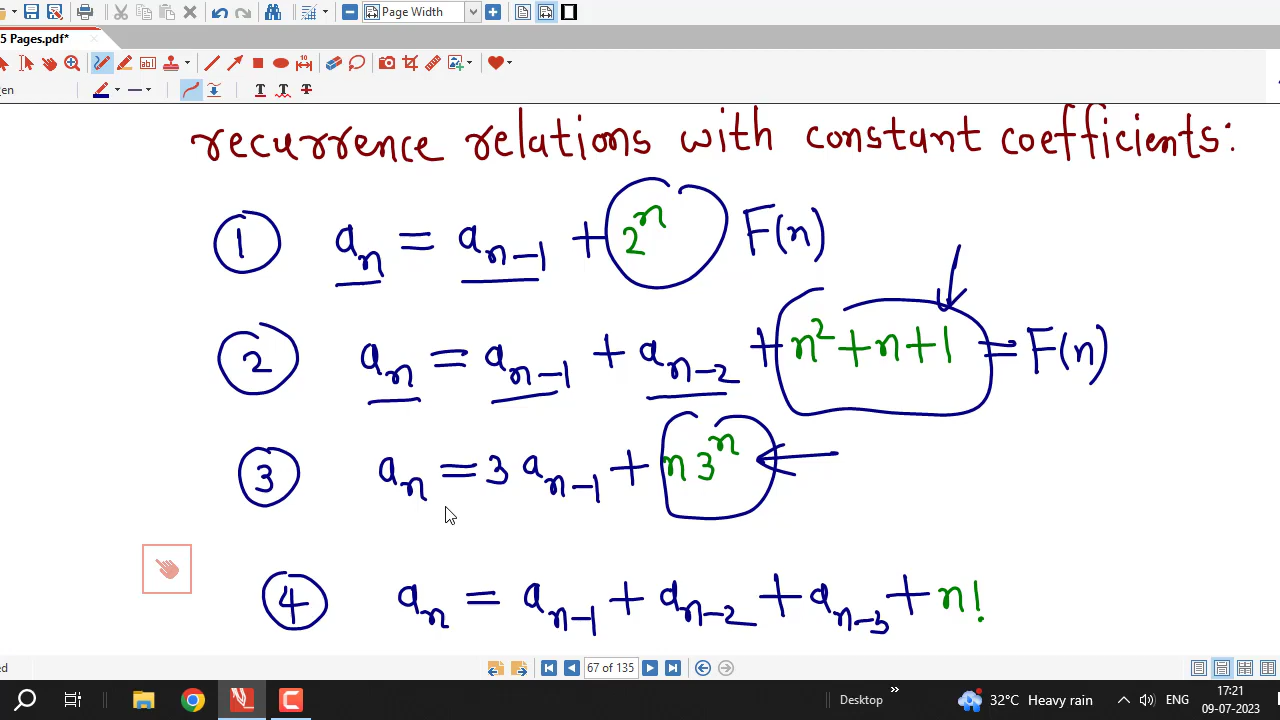 Page Width
5 Pages.pdf*
recurrence relations with constant coefficients:
① aₙ = aₙ₋₁ + 2ⁿ F(n)
② aₙ = aₙ₋₁ + aₙ₋₂ + n² + n + 1 = F(n)
③ aₙ = 3 aₙ₋₁ + n 3ⁿ
④ aₙ = aₙ₋₁ + aₙ₋₂ + aₙ₋₃ + n!
67 of 135
Desktop » 32°C Heavy rain ENG 17:21
09-07-2023